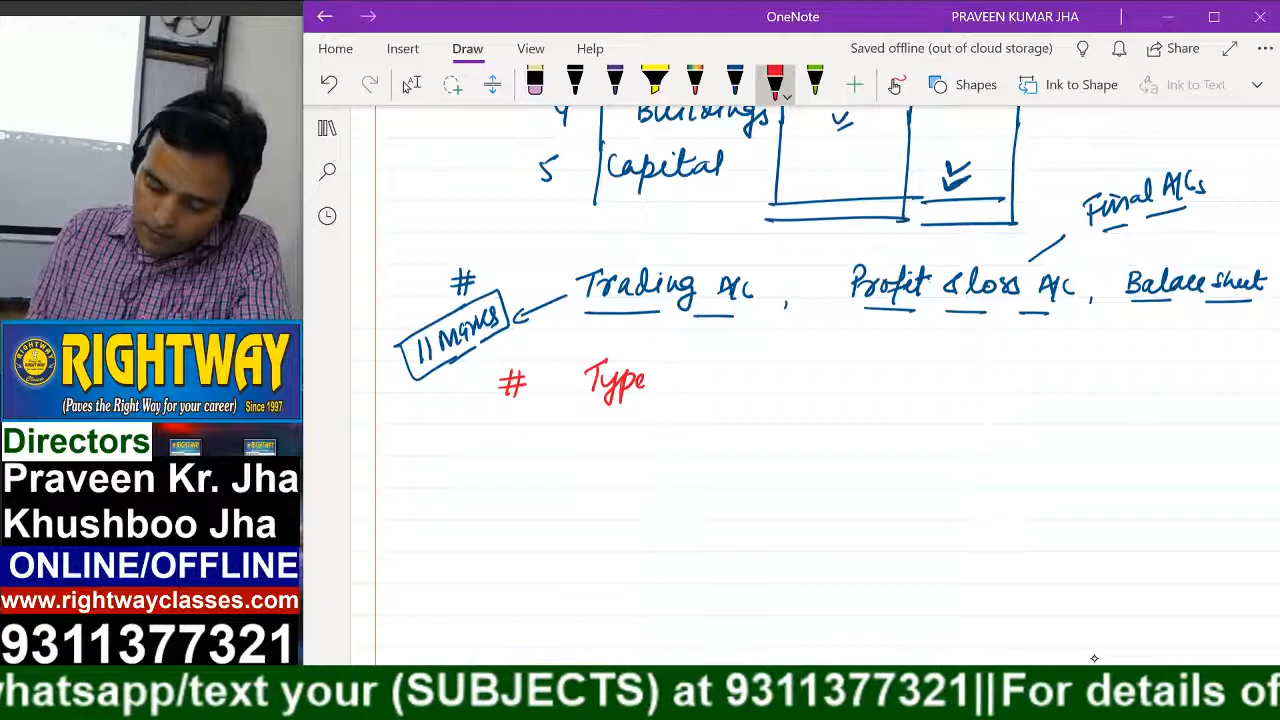 OneNote
PRAVEEN KUMAR JHA
Home Insert Draw View Help
Saved offline (out of cloud storage)
Share
Shapes
Ink to Shape
Ink to Text
4 Buildings
5 Capital
Final A/Cs
# Trading A/C , Profit & loss A/C , Balace sheet
11 Marks
# Type
RIGHTWAY
(Paves the Right Way for your career) Since 1997
Directors
Praveen Kr. Jha
Khushboo Jha
ONLINE/OFFLINE
www.rightwayclasses.com
9311377321
whatsapp/text your (SUBJECTS) at 9311377321||For details of